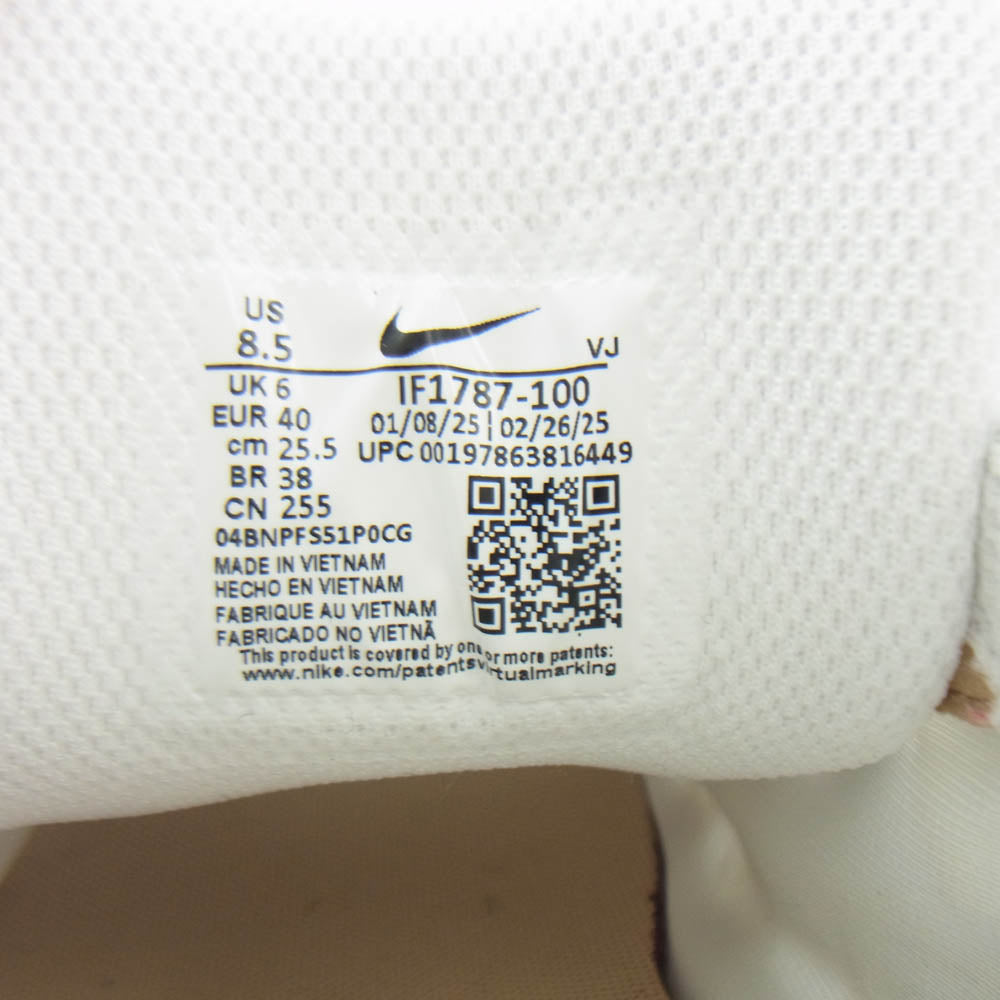 US
8.5
VJ
UK 6
IF1787-100
EUR 40
01/08/25 | 02/26/25
cm 25.5
UPC 00197863816449
BR 38
CN 255
04BNPFS51P0CG
MADE IN VIETNAM
HECHO EN VIETNAM
FABRIQUE AU VIETNAM
FABRICADO NO VIETNÃ
This product is covered by one or more patents:
www.nike.com/patentsvirtualmarking